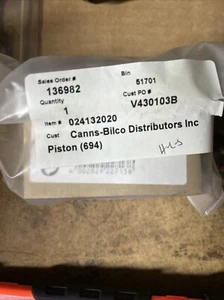 Sales Order # Bin
136982 51701
Quantity Cust PO #
1 V430103B
Item # 024132020
Cust Canns-Bilco Distributors Inc
Piston (694)